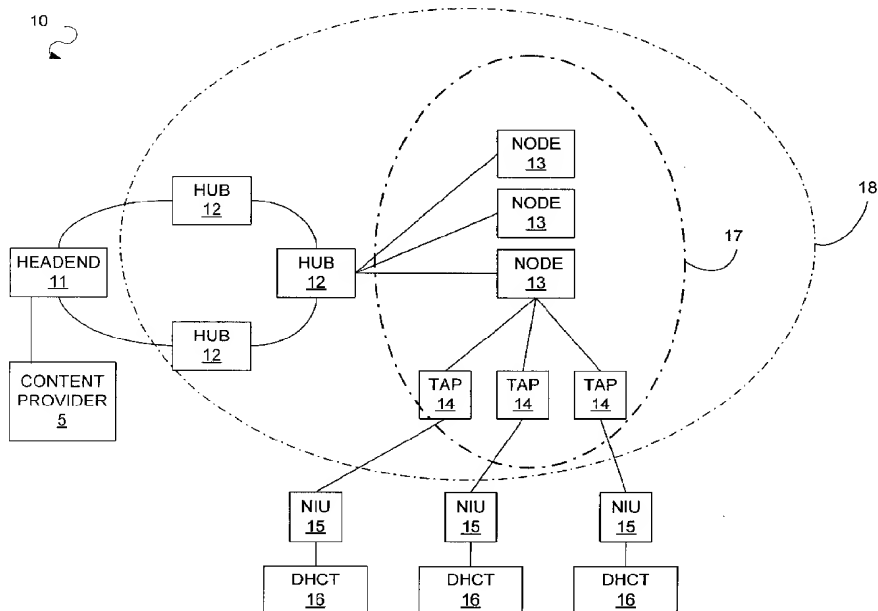 10
NODE
13
HUB
12
NODE
13
18
17
HEADEND
11
HUB
12
NODE
13
HUB
12
CONTENT
PROVIDER
5
TAP
14
TAP
14
TAP
14
NIU
15
NIU
15
NIU
15
DHCT
16
DHCT
16
DHCT
16